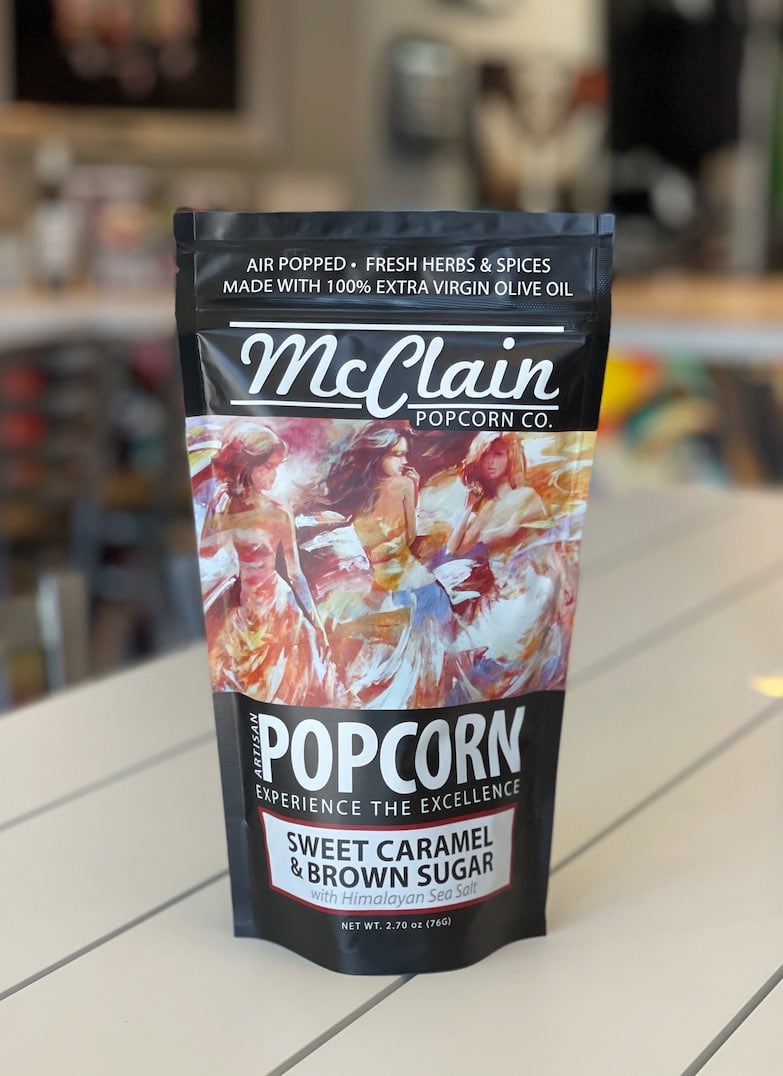 AIR POPPED • FRESH HERBS & SPICES
MADE WITH 100% EXTRA VIRGIN OLIVE OIL
McClain
POPCORN CO.
ARTISAN
POPCORN
EXPERIENCE THE EXCELLENCE
SWEET CARAMEL
& BROWN SUGAR
with Himalayan Sea Salt
NET WT. 2.70 oz (76G)